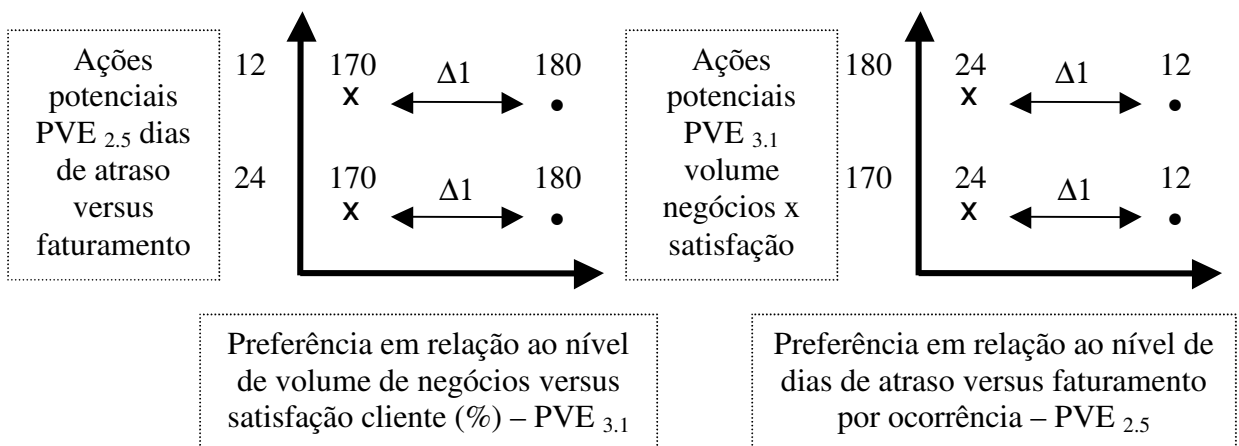 Ações
potenciais
PVE 2.5 dias
de atraso
versus
faturamento
12
170
x
Δ1
180
24
170
x
Δ1
180
Preferência em relação ao nível
de volume de negócios versus
satisfação cliente (%) – PVE 3.1
Ações
potenciais
PVE 3.1
volume
negócios x
satisfação
180
24
x
Δ1
12
170
24
x
Δ1
12
Preferência em relação ao nível de
dias de atraso versus faturamento
por ocorrência – PVE 2.5